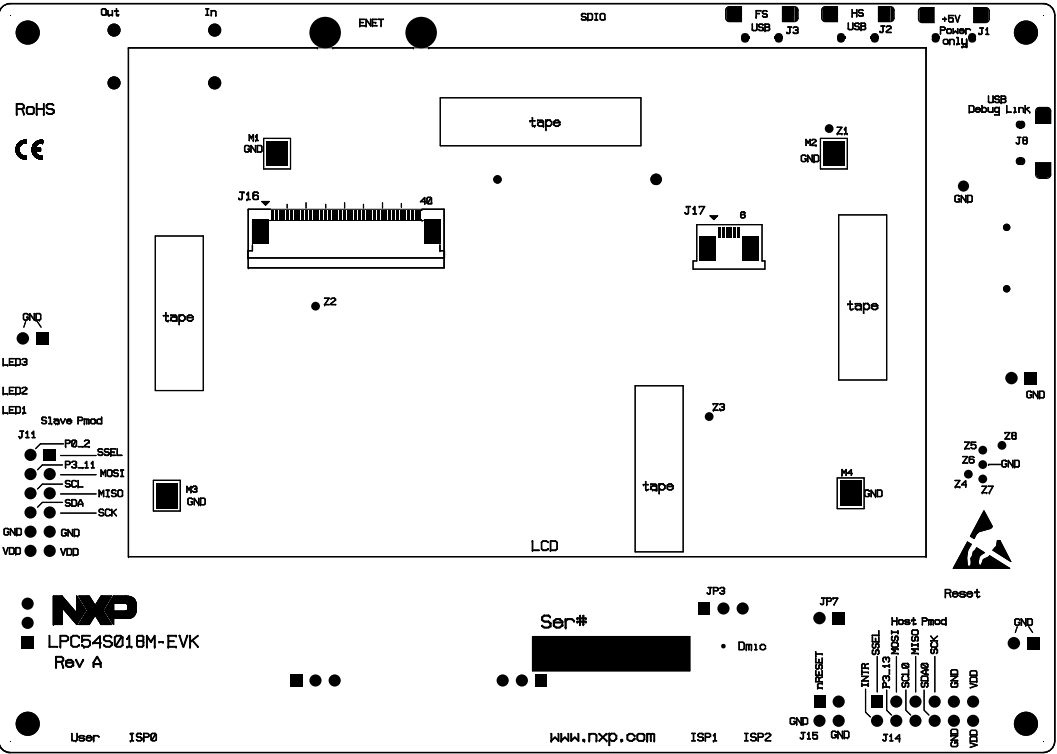 Out
In
ENET
SDIO
FS
USB
J3
HS
USB
J2
+5V
Power
only
J1
RoHS
CE
USB
Debug Link
J8
tape
M1
GND
Z1
M2
GND
GND
J16
40
J17
6
tape
tape
Z2
GND
LED3
LED2
LED1
GND
Slave Pmod
J11
P0_2
SSEL
P3_11
MOSI
SCL
MISO
SDA
SCK
GND
GND
VDD
VDD
Z3
Z5
Z8
Z6
GND
Z4
Z7
tape
M3
GND
M4
GND
LCD
NXP
LPC54S018M-EVK
Rev A
Ser#
JP3
Dmic
JP7
Reset
Host Pmod
GND
nRESET
INTR
SSEL
P3_13
MOSI
SCL0
MISO
SDA0
SCK
GND
VDD
GND
J15
GND
J14
GND
VDD
User
ISP0
www.nxp.com
ISP1
ISP2